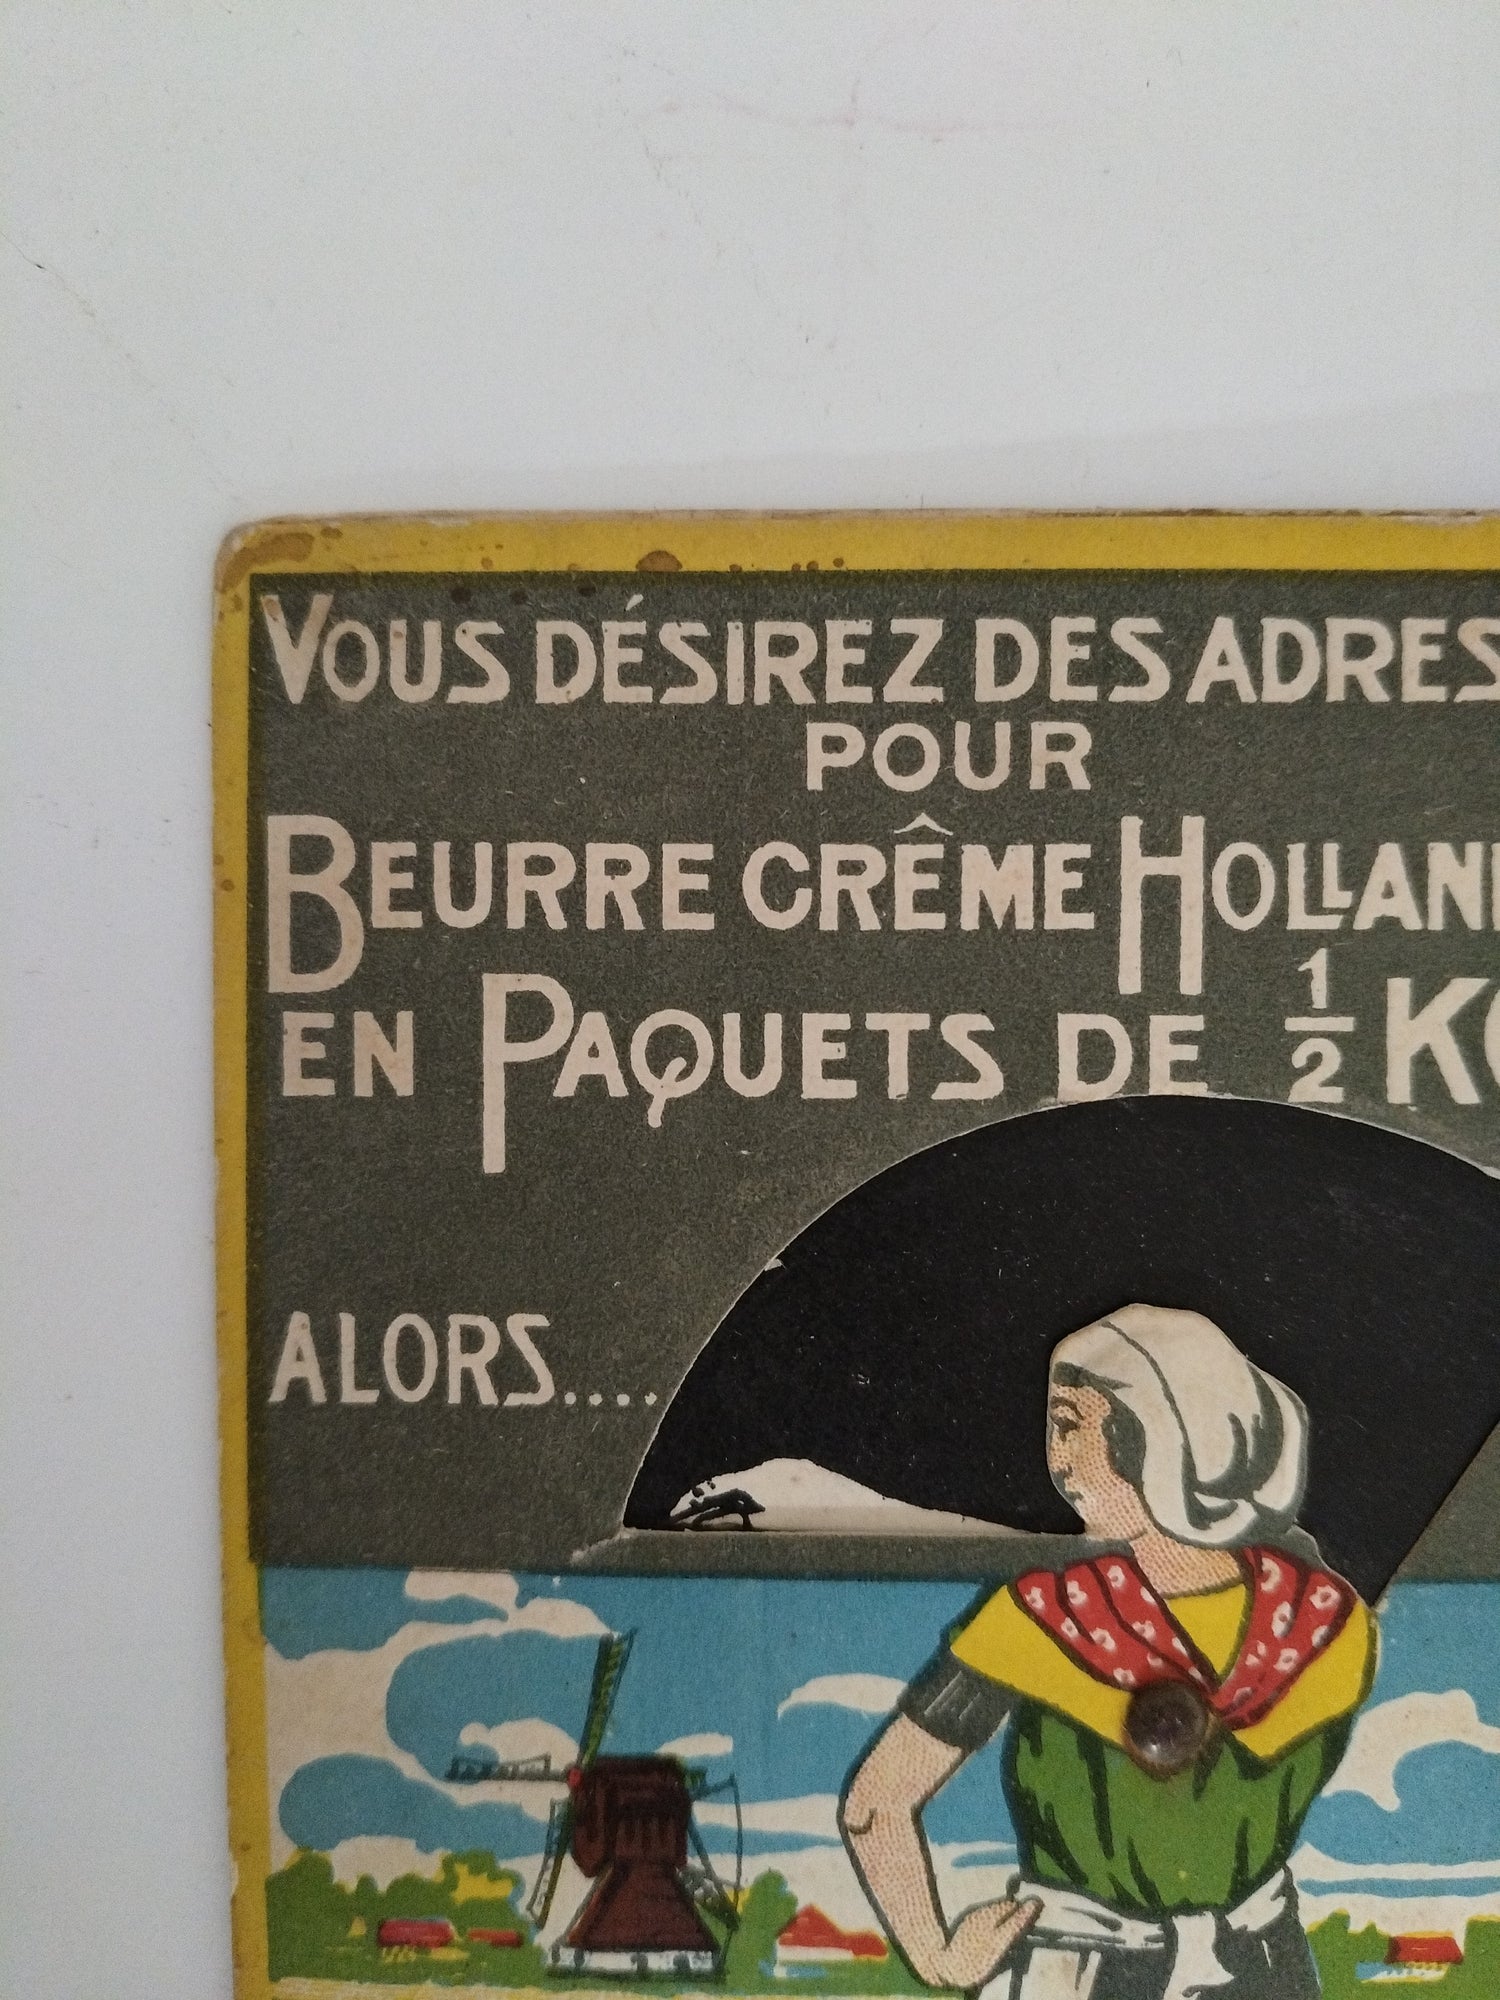 VOUS DÉSIREZ DES ADRES
POUR
BEURRE CRÊME HOLLAN
EN PAQUETS DE ½ K
ALORS....